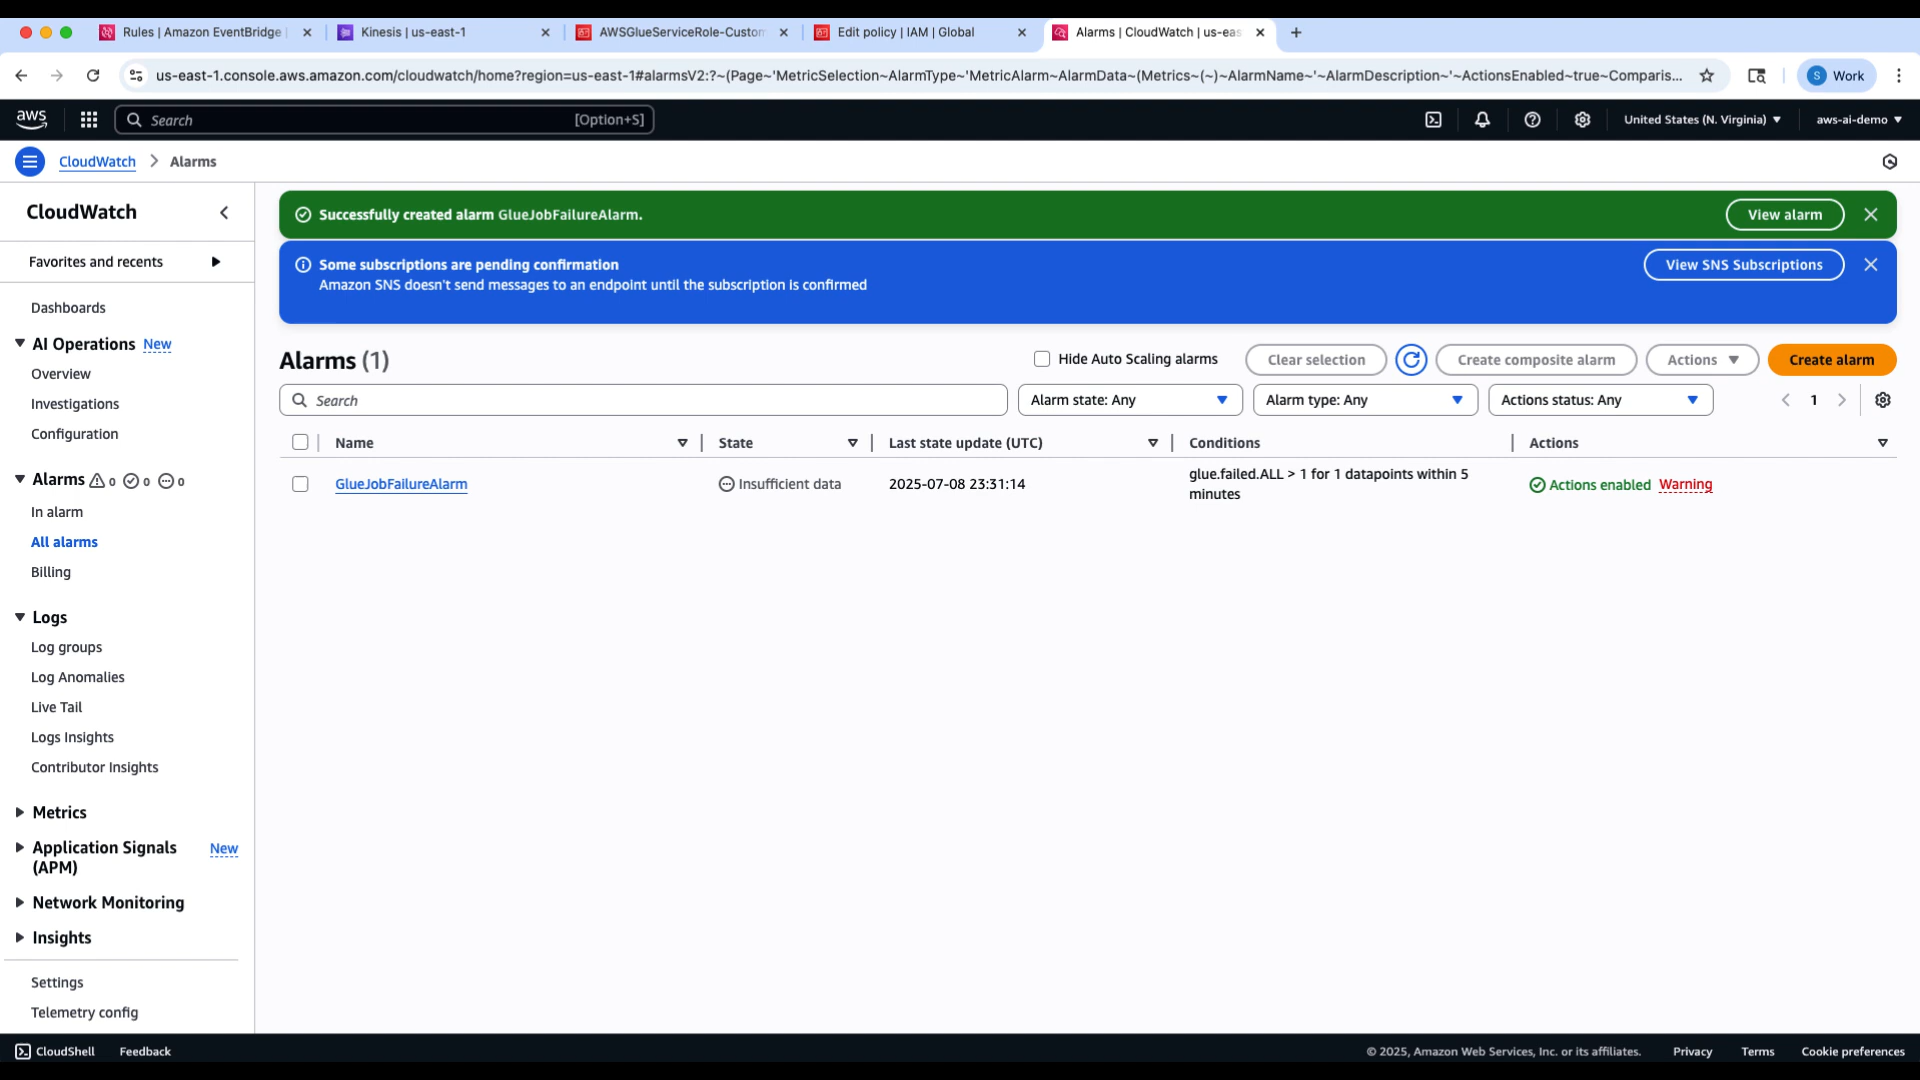 Rules | Amazon EventBridge
Kinesis | us-east-1
AWSGlueServiceRole-Custom
Edit policy | IAM | Global
Alarms | CloudWatch | us-eas
us-east-1.console.aws.amazon.com/cloudwatch/home?region=us-east-1#alarmsV2:?~(Page~'MetricSelection~AlarmType~'MetricAlarm~AlarmData~(Metrics~(~)~AlarmName~'~AlarmDescription~'~ActionsEnabled~true~Comparis...
S Work
aws
Search
[Option+S]
United States (N. Virginia)
aws-ai-demo
CloudWatch
Alarms
CloudWatch
Favorites and recents
Dashboards
AI Operations New
Overview
Investigations
Configuration
Alarms 0 0 0
In alarm
All alarms
Billing
Logs
Log groups
Log Anomalies
Live Tail
Logs Insights
Contributor Insights
Metrics
Application Signals New
(APM)
Network Monitoring
Insights
Settings
Telemetry config
Successfully created alarm GlueJobFailureAlarm.
View alarm
Some subscriptions are pending confirmation
Amazon SNS doesn't send messages to an endpoint until the subscription is confirmed
View SNS Subscriptions
Alarms (1)
Hide Auto Scaling alarms
Clear selection
Create composite alarm
Actions
Create alarm
Search
Alarm state: Any
Alarm type: Any
Actions status: Any
1
Name
State
Last state update (UTC)
Conditions
Actions
GlueJobFailureAlarm
Insufficient data
2025-07-08 23:31:14
glue.failed.ALL > 1 for 1 datapoints within 5
minutes
Actions enabled Warning
CloudShell
Feedback
© 2025, Amazon Web Services, Inc. or its affiliates.
Privacy
Terms
Cookie preferences